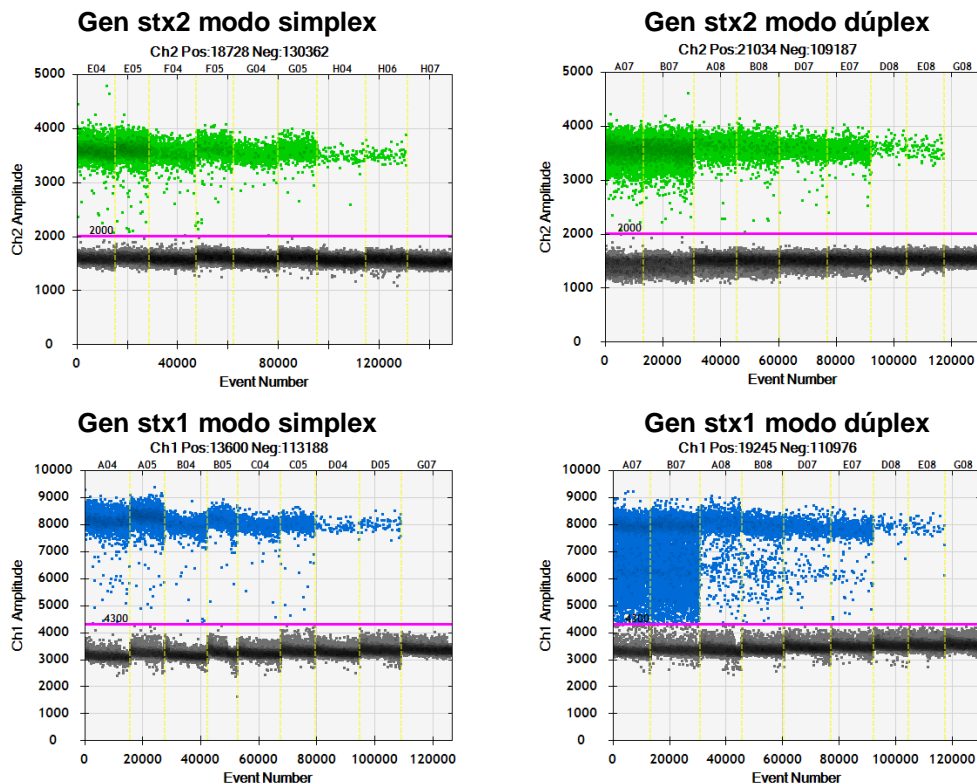 Gen stx2 modo simplex
Ch2 Pos:18728 Neg:130362
E04 E05 F04 F05 G04 G05 H04 H06 H07
5000
4000
3000
2000
1000
0
Ch2 Amplitude
2000
0 40000 80000 120000
Event Number
Gen stx2 modo dúplex
Ch2 Pos:21034 Neg:109187
A07 B07 A08 B08 D07 E07 D08 E08 G08
5000
4000
3000
2000
1000
0
Ch2 Amplitude
2000
0 20000 40000 60000 80000 100000 120000
Event Number
Gen stx1 modo simplex
Ch1 Pos:13600 Neg:113188
A04 A05 B04 B05 C04 C05 D04 D05 G07
10000
9000
8000
7000
6000
5000
4000
3000
2000
1000
0
Ch1 Amplitude
4300
0 20000 40000 60000 80000 100000 120000
Event Number
Gen stx1 modo dúplex
Ch1 Pos:19245 Neg:110976
A07 B07 A08 B08 D07 E07 D08 E08 G08
10000
9000
8000
7000
6000
5000
4000
3000
2000
1000
0
Ch1 Amplitude
4300
0 20000 40000 60000 80000 100000 120000
Event Number